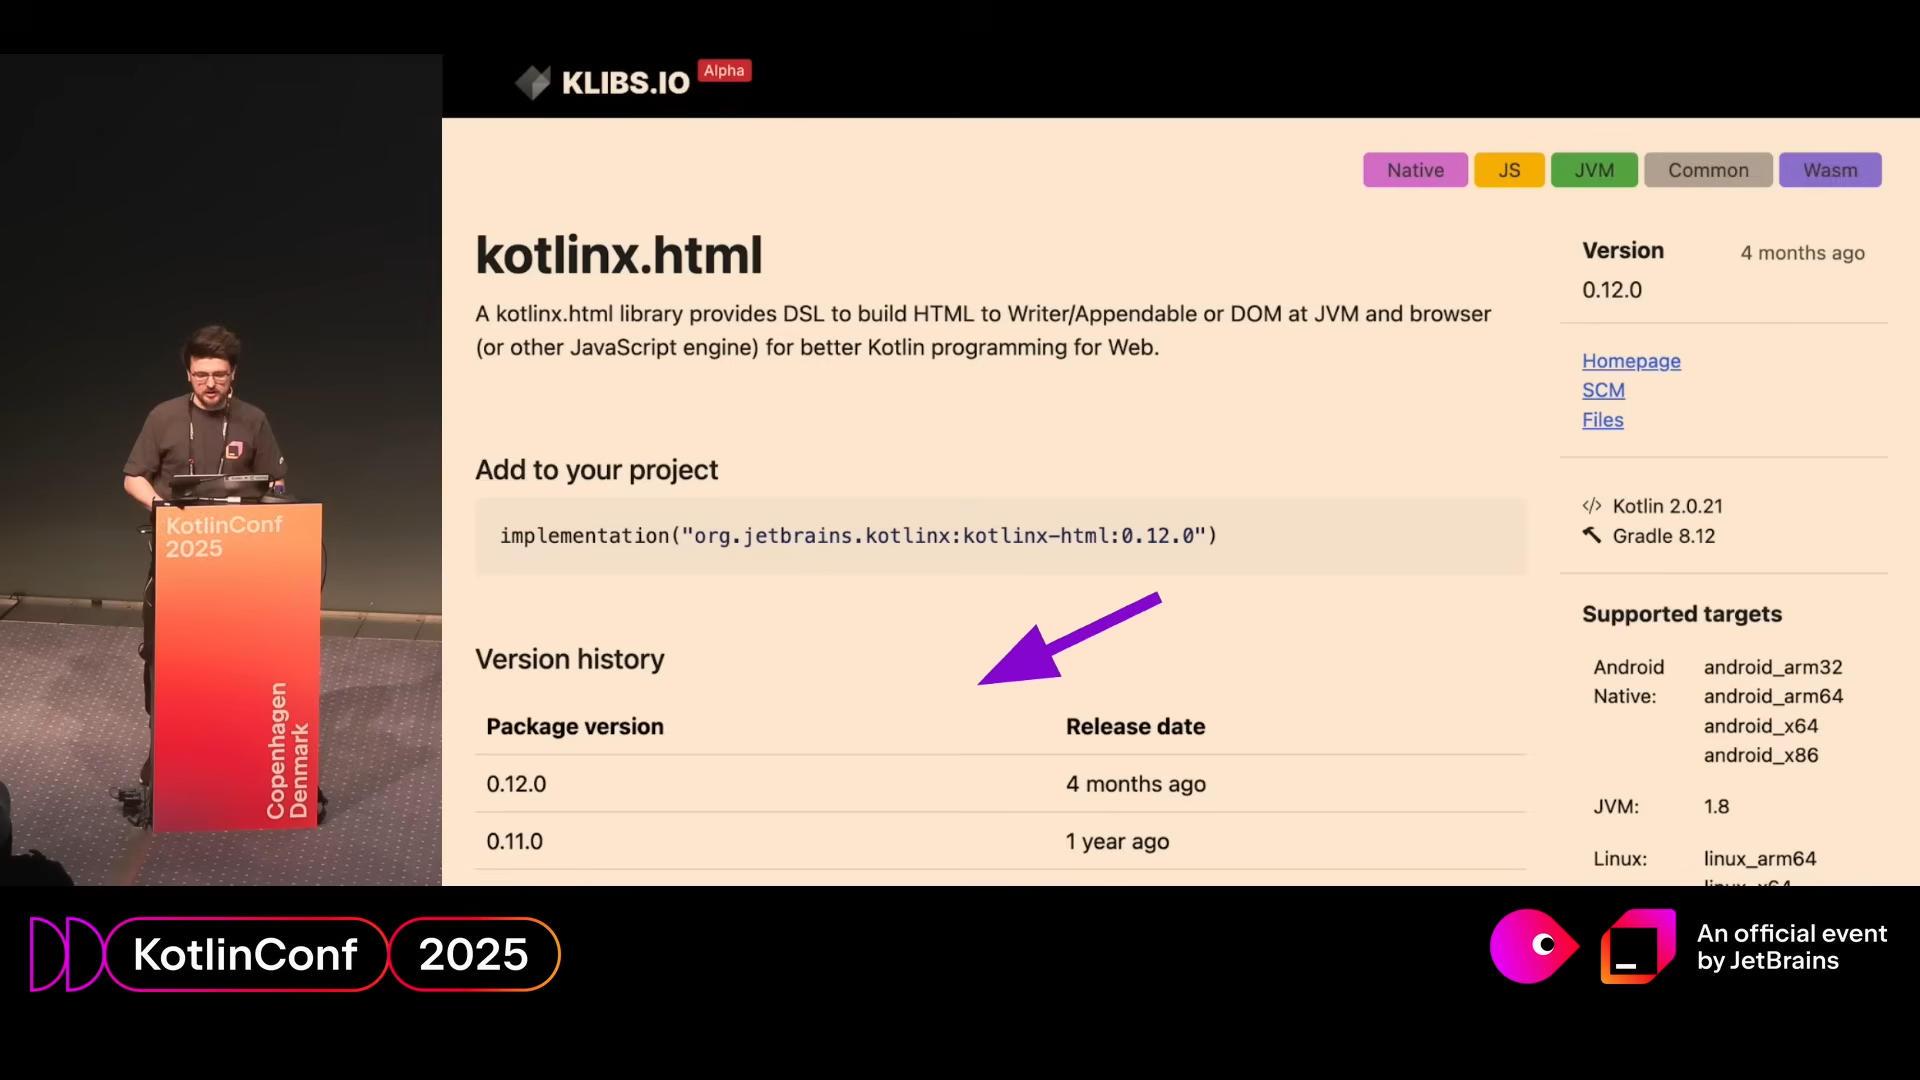 KLIBS.IO Alpha
Native JS JVM Common Wasm
kotlinx.html
A kotlinx.html library provides DSL to build HTML to Writer/Appendable or DOM at JVM and browser
(or other JavaScript engine) for better Kotlin programming for Web.
Add to your project
implementation("org.jetbrains.kotlinx:kotlinx-html:0.12.0")
Version history
Package version Release date
0.12.0 4 months ago
0.11.0 1 year ago
Version 4 months ago
0.12.0
Homepage
SCM
Files
</> Kotlin 2.0.21
Gradle 8.12
Supported targets
Android android_arm32
Native: android_arm64
android_x64
android_x86
JVM: 1.8
Linux: linux_arm64
linux_x64
KotlinConf
2025
Copenhagen
Denmark
KotlinConf 2025
An official event
by JetBrains